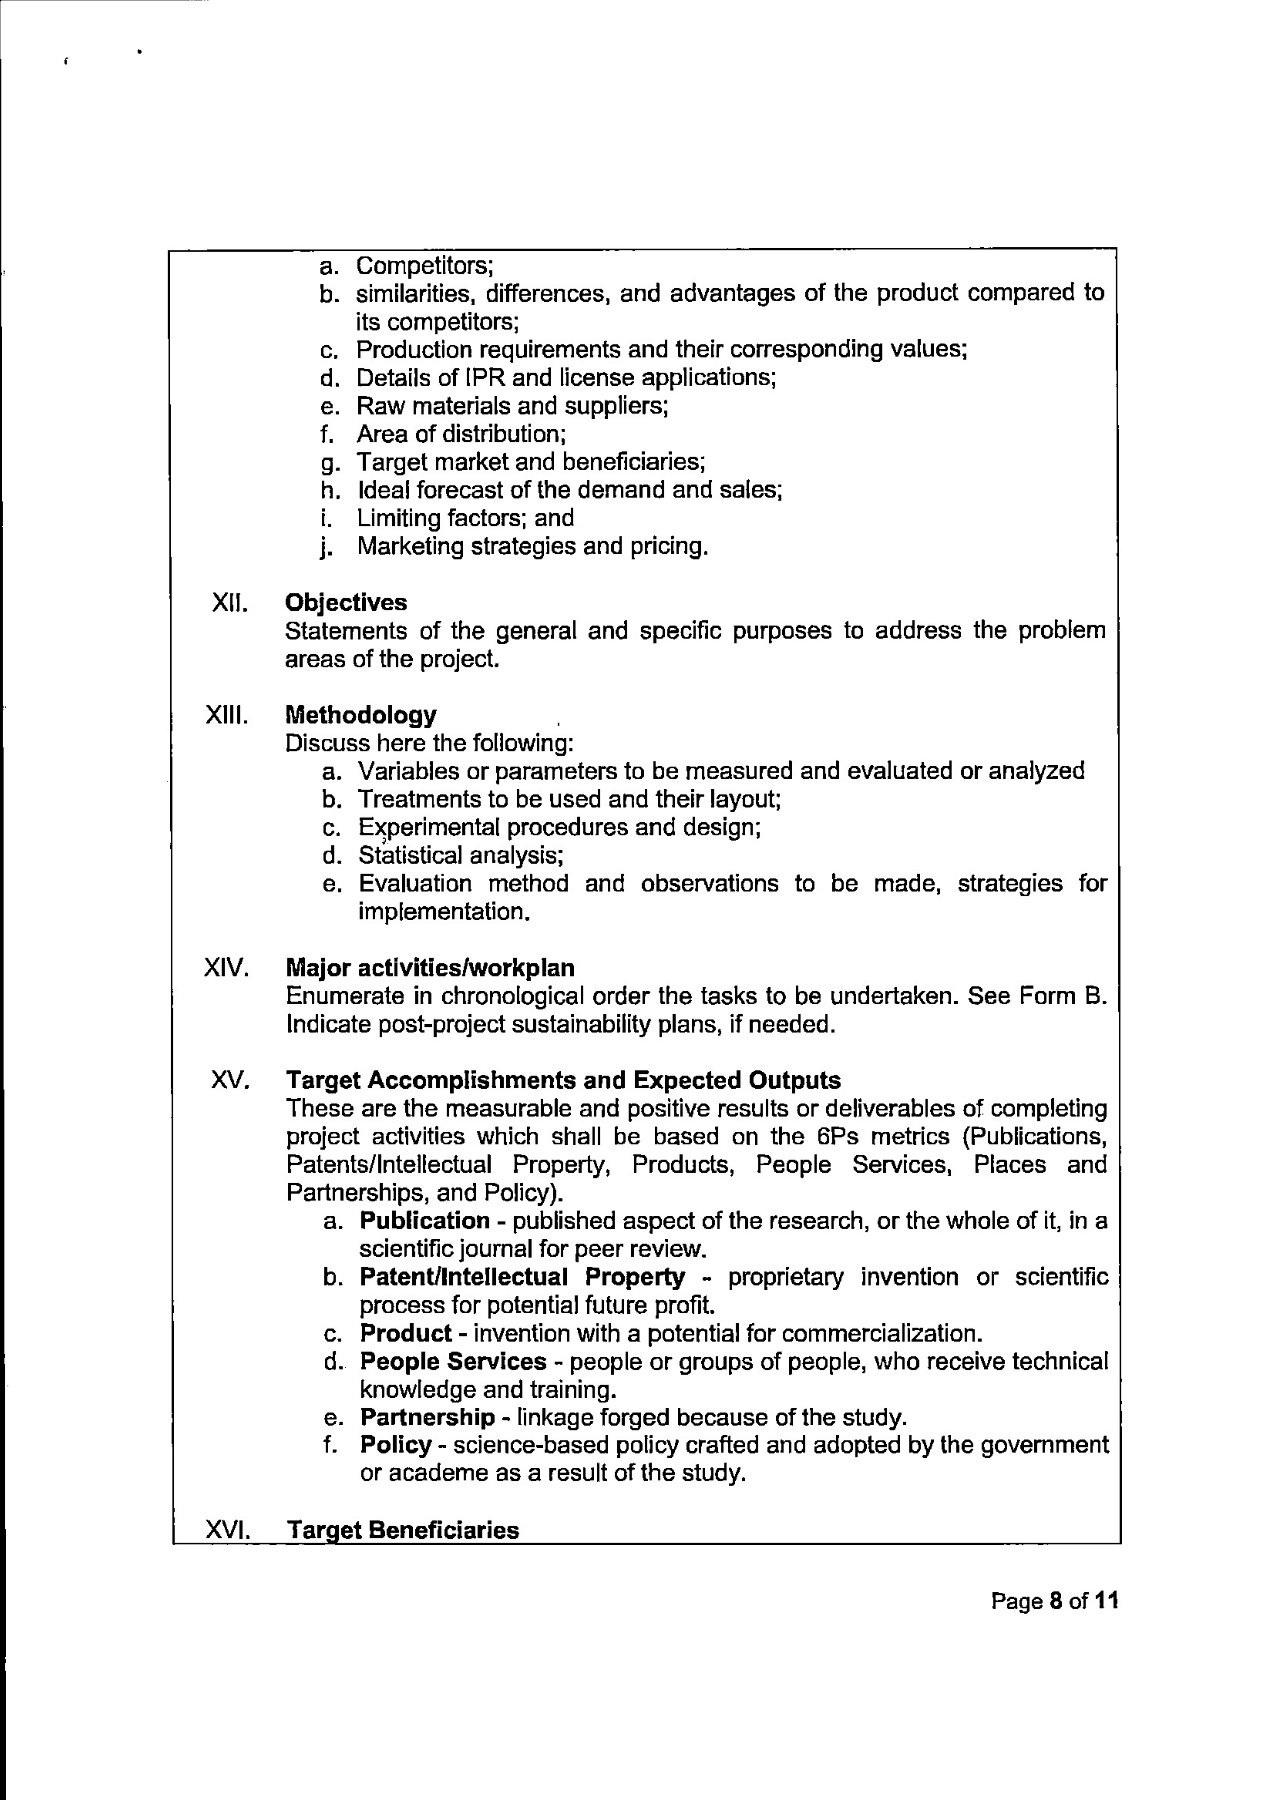 a. Competitors;
b. similarities, differences, and advantages of the product compared to
its competitors;
c. Production requirements and their corresponding values;
d. Details of IPR and license applications;
e. Raw materials and suppliers;
f. Area of distribution;
g. Target market and beneficiaries;
h. Ideal forecast of the demand and sales;
i. Limiting factors; and
j. Marketing strategies and pricing.
XII. Objectives
Statements of the general and specific purposes to address the problem
areas of the project.
XIII. Methodology
Discuss here the following:
a. Variables or parameters to be measured and evaluated or analyzed
b. Treatments to be used and their layout;
c. Experimental procedures and design;
d. Statistical analysis;
e. Evaluation method and observations to be made, strategies for
implementation.
XIV. Major activities/workplan
Enumerate in chronological order the tasks to be undertaken. See Form B.
Indicate post-project sustainability plans, if needed.
XV. Target Accomplishments and Expected Outputs
These are the measurable and positive results or deliverables of completing
project activities which shall be based on the 6Ps metrics (Publications,
Patents/Intellectual Property, Products, People Services, Places and
Partnerships, and Policy).
a. Publication - published aspect of the research, or the whole of it, in a
scientific journal for peer review.
b. Patent/Intellectual Property - proprietary invention or scientific
process for potential future profit.
c. Product - invention with a potential for commercialization.
d. People Services - people or groups of people, who receive technical
knowledge and training.
e. Partnership - linkage forged because of the study.
f. Policy - science-based policy crafted and adopted by the government
or academe as a result of the study.
XVI. Target Beneficiaries
Page 8 of 11